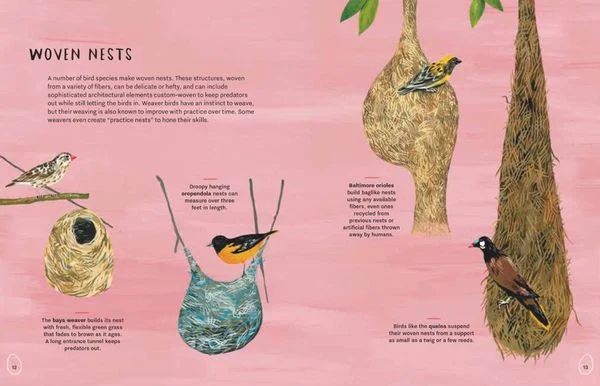 WOVEN NESTS
A number of bird species make woven nests. These structures, woven
from a variety of fibers, can be delicate or hefty, and can include
sophisticated architectural elements custom-woven to keep predators
out while still letting the birds in. Weaver birds have an instinct to weave,
but their weaving is also known to improve with practice over time. Some
weavers even create “practice nests” to hone their skills.
Droopy hanging
oropendola nests can
measure over three
feet in length.
Baltimore orioles
build baglike nests
using any available
fibers, even ones
recycled from
previous nests or
artificial fibers thrown
away by humans.
The baya weaver builds its nest
with fresh, flexible green grass
that fades to brown as it ages.
A long entrance tunnel keeps
predators out.
Birds like the quelea suspend
their woven nests from a support
as small as a twig or a few reeds.
12
13